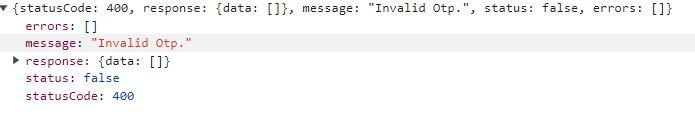 ▼ {statusCode: 400, response: {data: []}, message: "Invalid Otp.", status: false, errors: []}
errors: []
message: "Invalid Otp."
▶ response: {data: []}
status: false
statusCode: 400